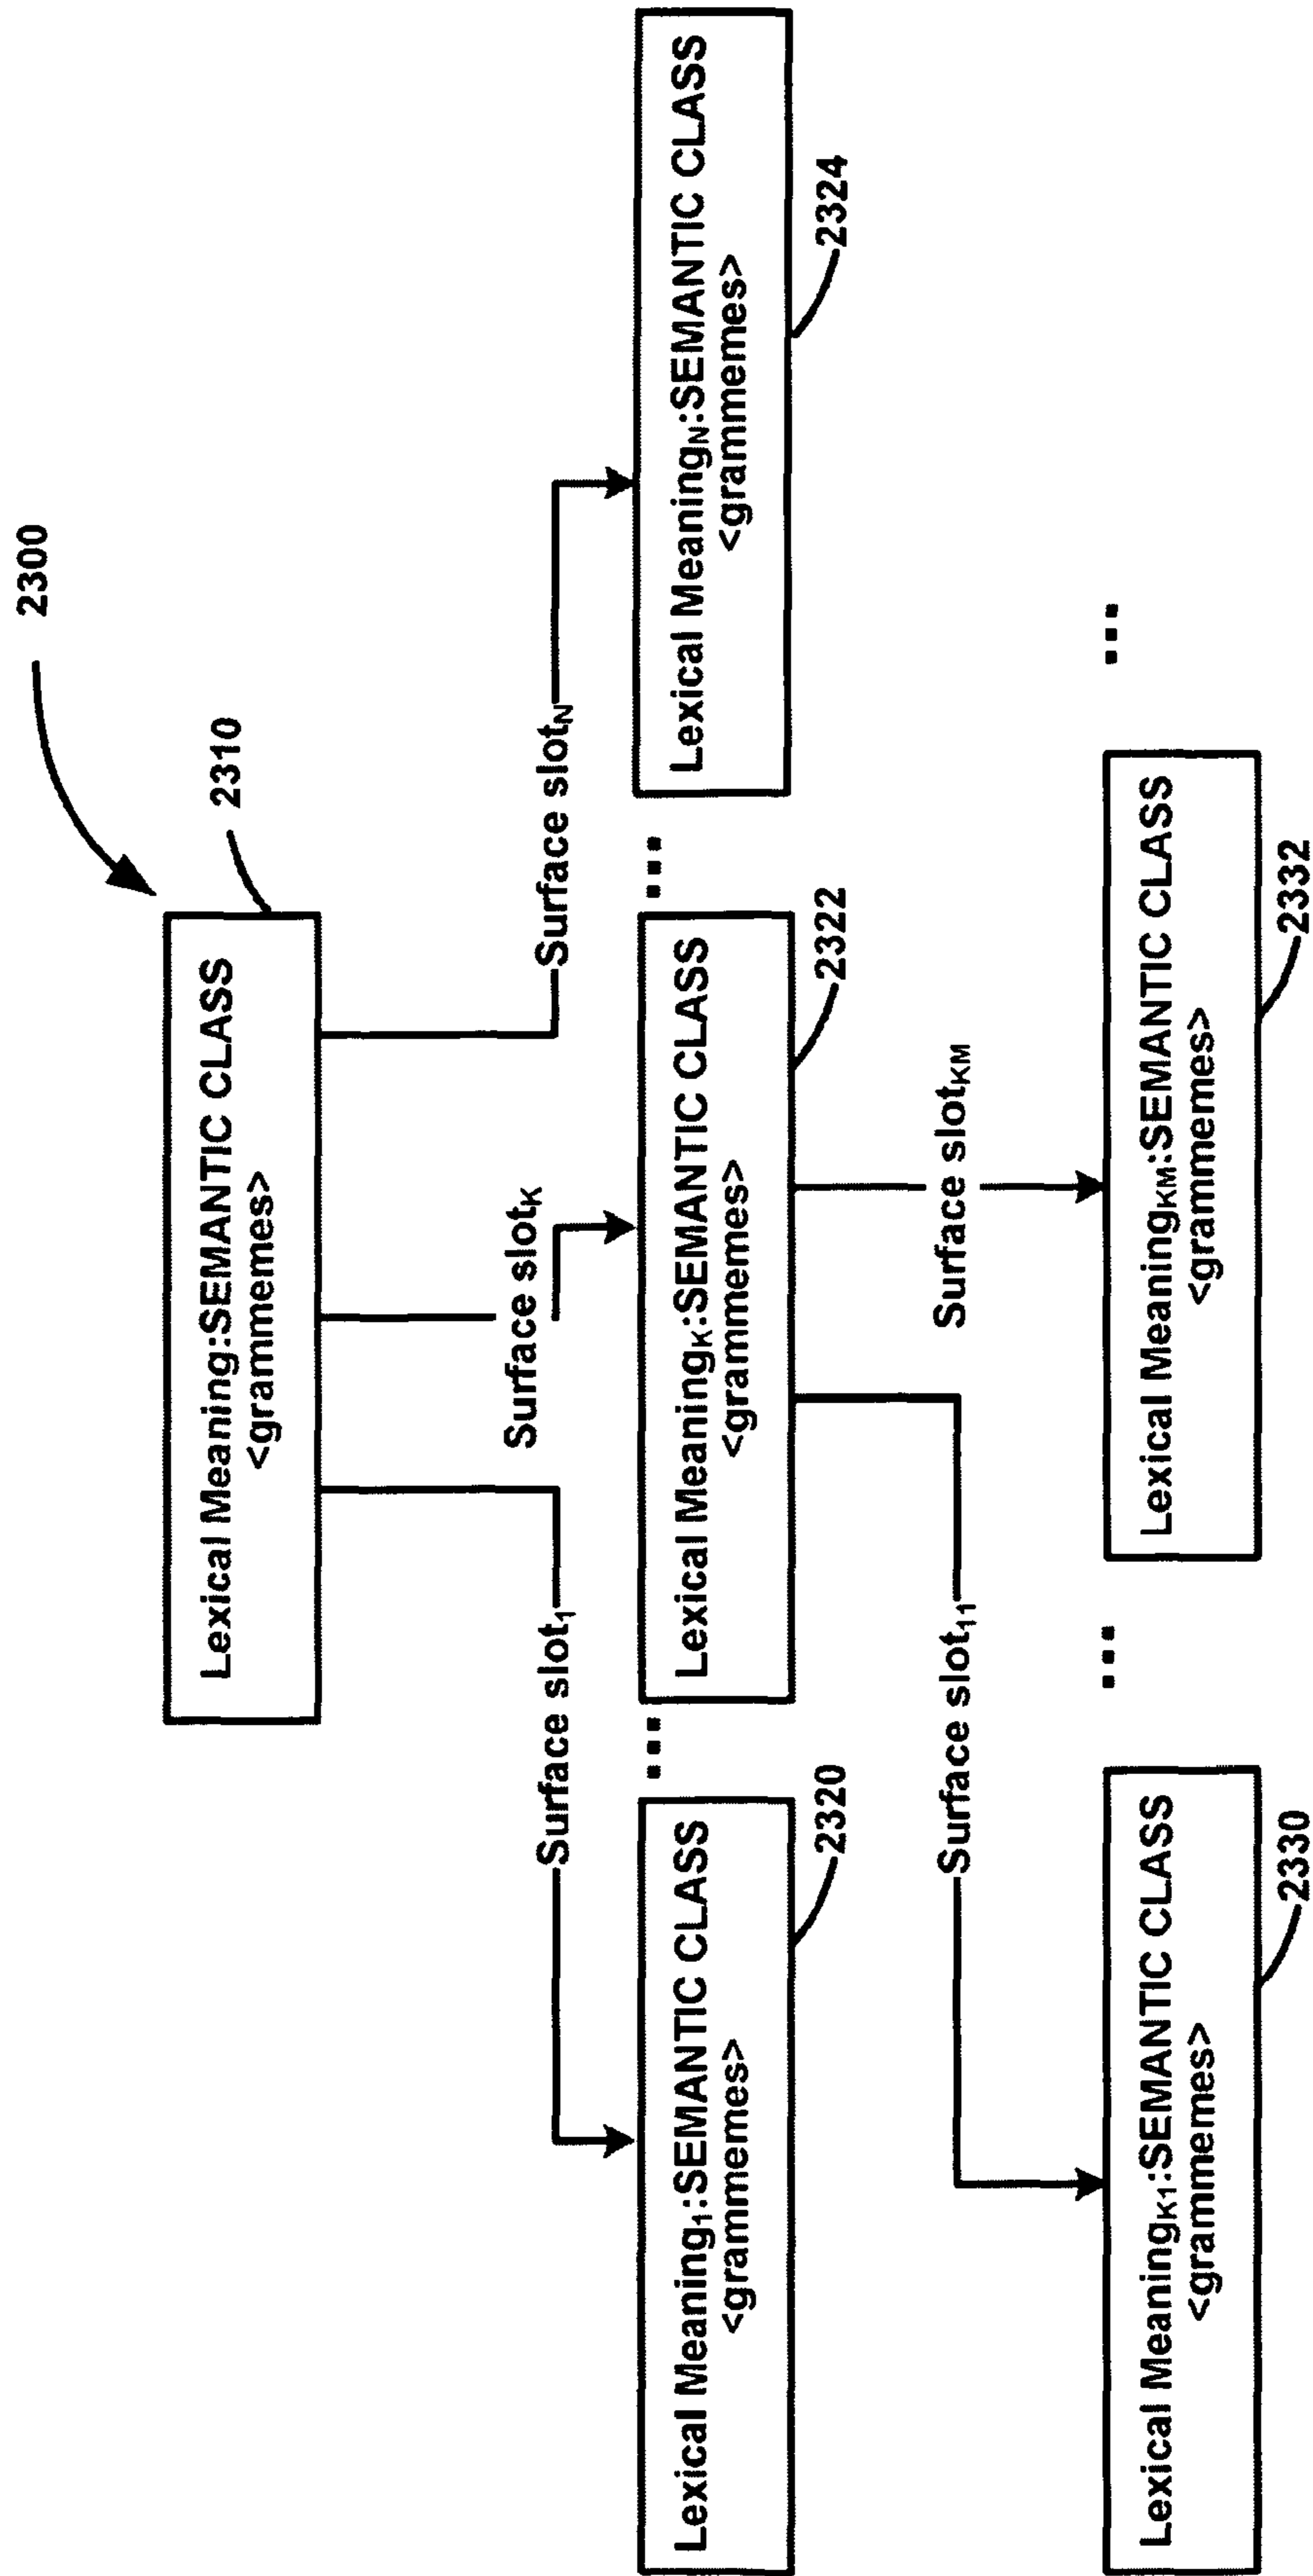 2300
2310
Lexical Meaning:SEMANTIC CLASS
<grammemes>
Surface slot₁
Surface slotK
Surface slotN
Lexical Meaning₁:SEMANTIC CLASS
<grammemes>
2320
...
Lexical MeaningK:SEMANTIC CLASS
<grammemes>
2322
...
Lexical MeaningN:SEMANTIC CLASS
<grammemes>
2324
Surface slot₁₁
Surface slotKM
Lexical MeaningK1:SEMANTIC CLASS
<grammemes>
2330
...
Lexical MeaningKM:SEMANTIC CLASS
<grammemes>
2332
...